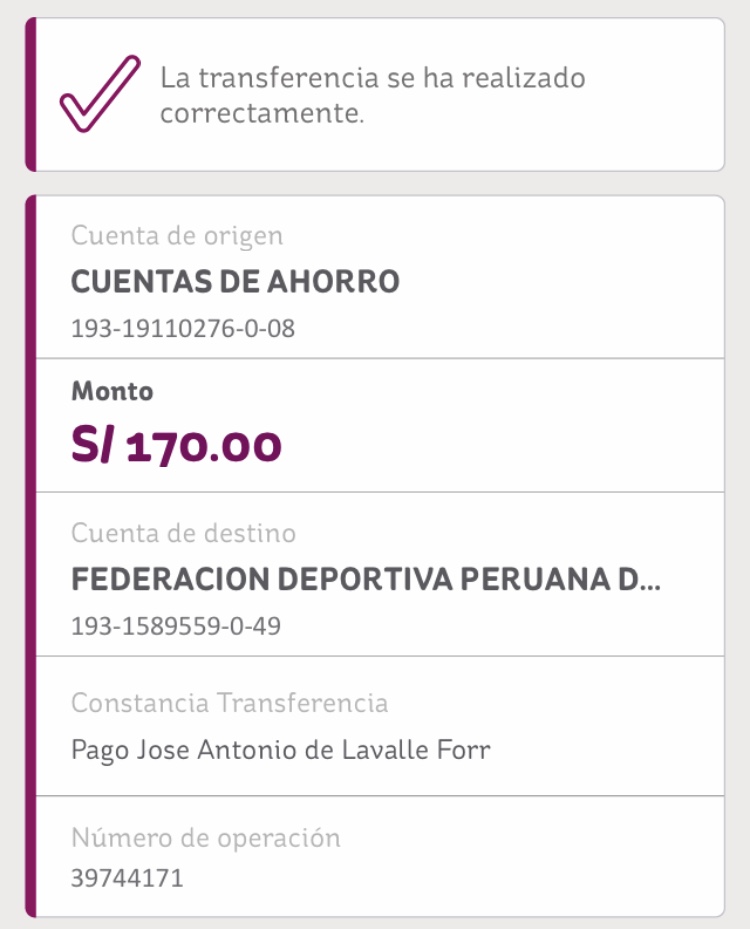 La transferencia se ha realizado
correctamente.
Cuenta de origen
CUENTAS DE AHORRO
193-19110276-0-08
Monto
S/ 170.00
Cuenta de destino
FEDERACION DEPORTIVA PERUANA D...
193-1589559-0-49
Constancia Transferencia
Pago Jose Antonio de Lavalle Forr
Número de operación
39744171